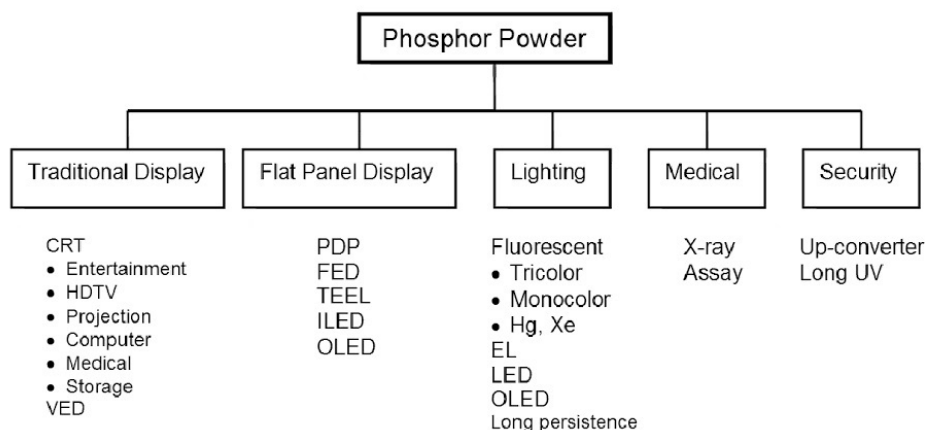 Phosphor Powder
Traditional Display
Flat Panel Display
Lighting
Medical
Security
CRT
• Entertainment
• HDTV
• Projection
• Computer
• Medical
• Storage
VED
PDP
FED
TEEL
ILED
OLED
Fluorescent
• Tricolor
• Monocolor
• Hg, Xe
EL
LED
OLED
Long persistence
X-ray
Assay
Up-converter
Long UV